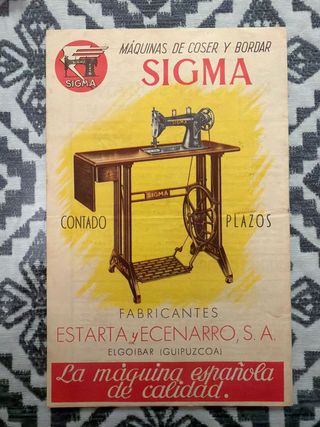 MÁQUINAS DE COSER Y BORDAR
SIGMA
SIGMA
SIGMA
CONTADO
PLAZOS
FABRICANTES
ESTARTA y ECENARRO, S. A.
ELGOIBAR (GUIPUZCOA)
La máquina española
de calidad.